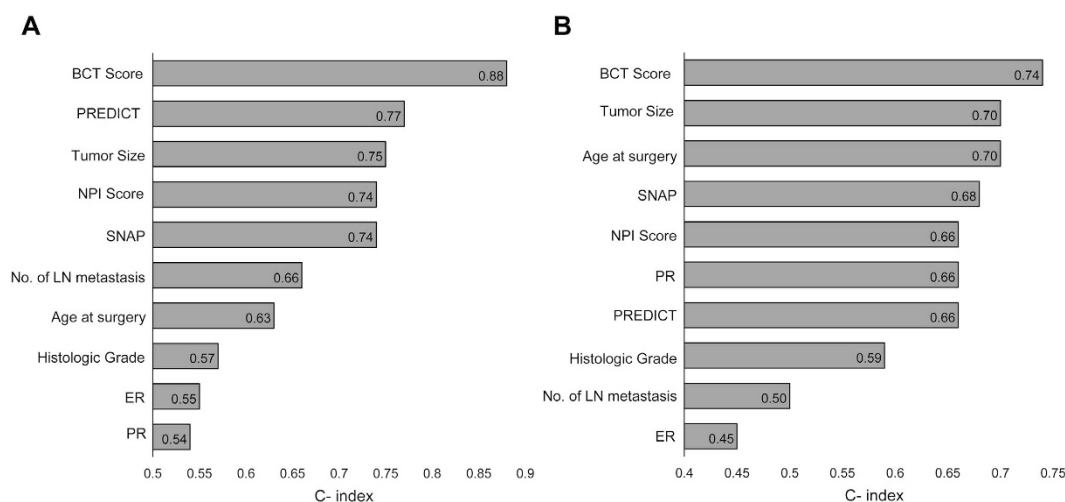 A
BCT Score 0.88
PREDICT 0.77
Tumor Size 0.75
NPI Score 0.74
SNAP 0.74
No. of LN metastasis 0.66
Age at surgery 0.63
Histologic Grade 0.57
ER 0.55
PR 0.54
0.5 0.55 0.6 0.65 0.7 0.75 0.8 0.85 0.9
C- index
B
BCT Score 0.74
Tumor Size 0.70
Age at surgery 0.70
SNAP 0.68
NPI Score 0.66
PR 0.66
PREDICT 0.66
Histologic Grade 0.59
No. of LN metastasis 0.50
ER 0.45
0.4 0.45 0.5 0.55 0.6 0.65 0.7 0.75
C- index